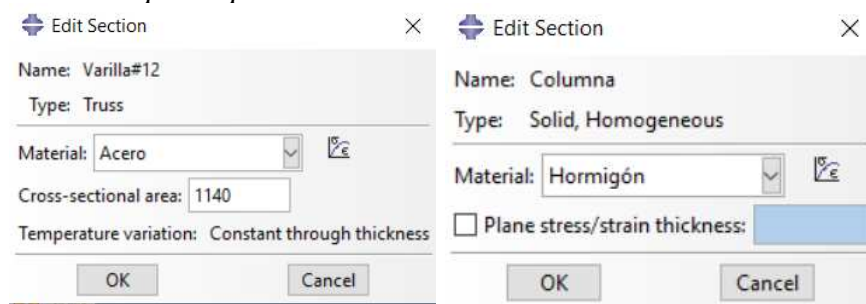 Edit Section
Name: Varilla#12
Type: Truss
Material: Acero
Cross-sectional area: 1140
Temperature variation: Constant through thickness
OK Cancel
Edit Section
Name: Columna
Type: Solid, Homogeneous
Material: Hormigón
Plane stress/strain thickness:
OK Cancel